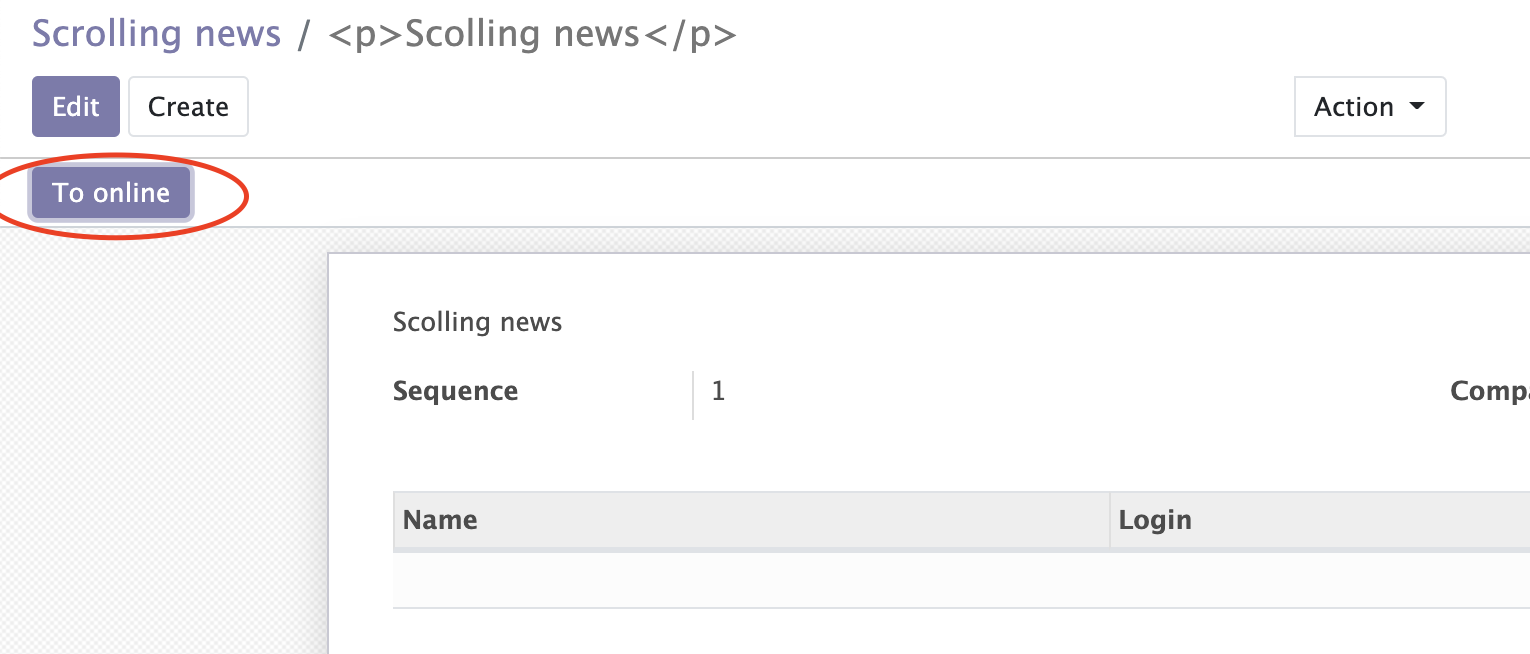 Scrolling news / <p>Scolling news</p>
Edit Create Action
To online
Scolling news
Sequence 1 Compa
Name Login